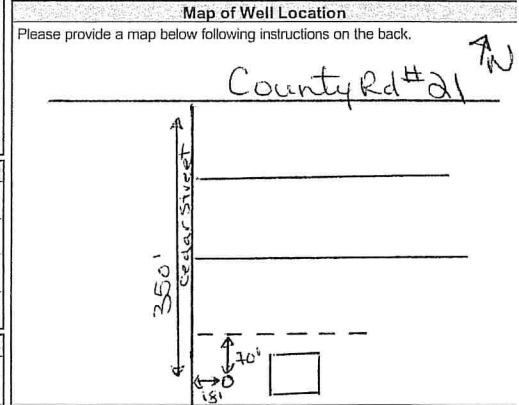 Map of Well Location
Please provide a map below following instructions on the back.
N
County Rd #21
Cedar Street
350'
70'
18'